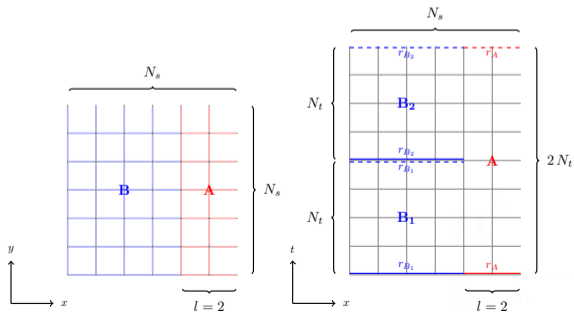 N_s
B
A
N_s
y
x
l = 2
N_s
r_{B_2}
r_A
N_t
B_2
r_{B_2}
A
2 N_t
r_{B_1}
N_t
B_1
r_{B_1}
r_A
t
x
l = 2